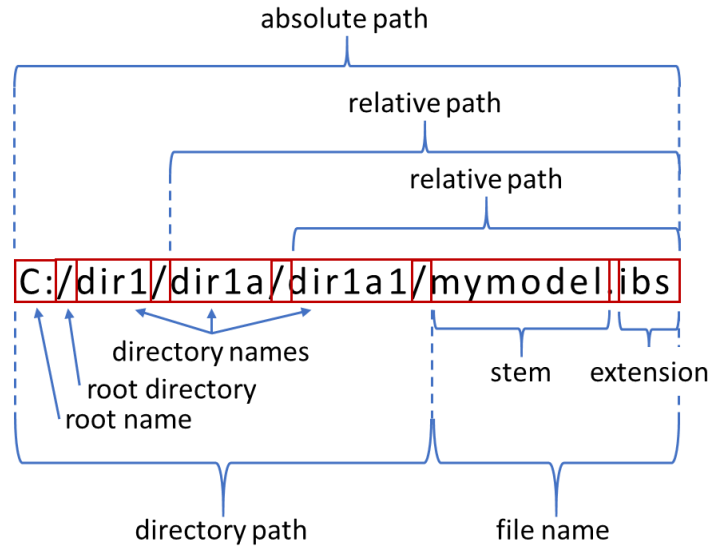 absolute path
relative path
relative path
C:/dir1/dir1a/dir1a1/mymodel.ibs
directory names
stem extension
root directory
root name
directory path file name